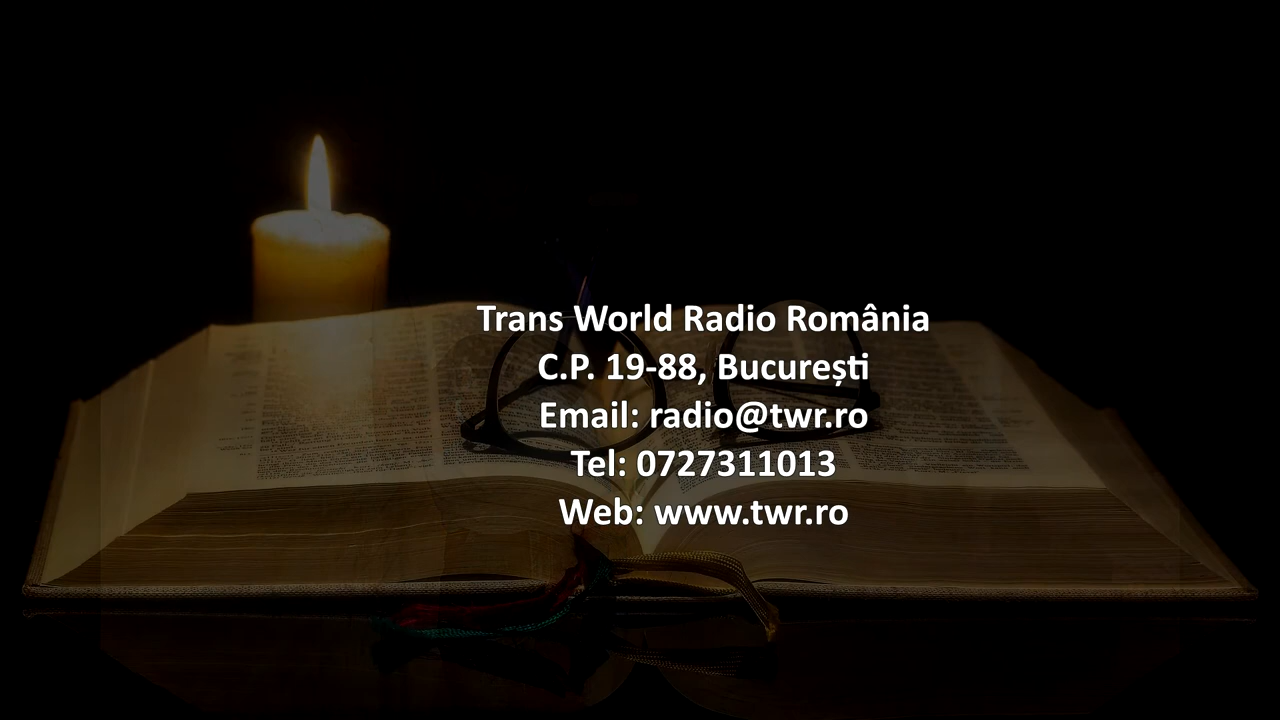 Trans World Radio România
C.P. 19-88, București
Email: radio@twr.ro
Tel: 0727311013
Web: www.twr.ro